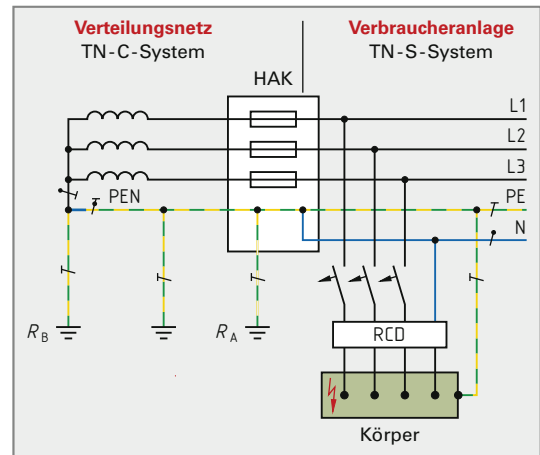 Verteilungsnetz
TN-C-System
Verbraucheranlage
TN-S-System
HAK
L1
L2
L3
PEN
PE
N
RB
RA
RCD
Körper